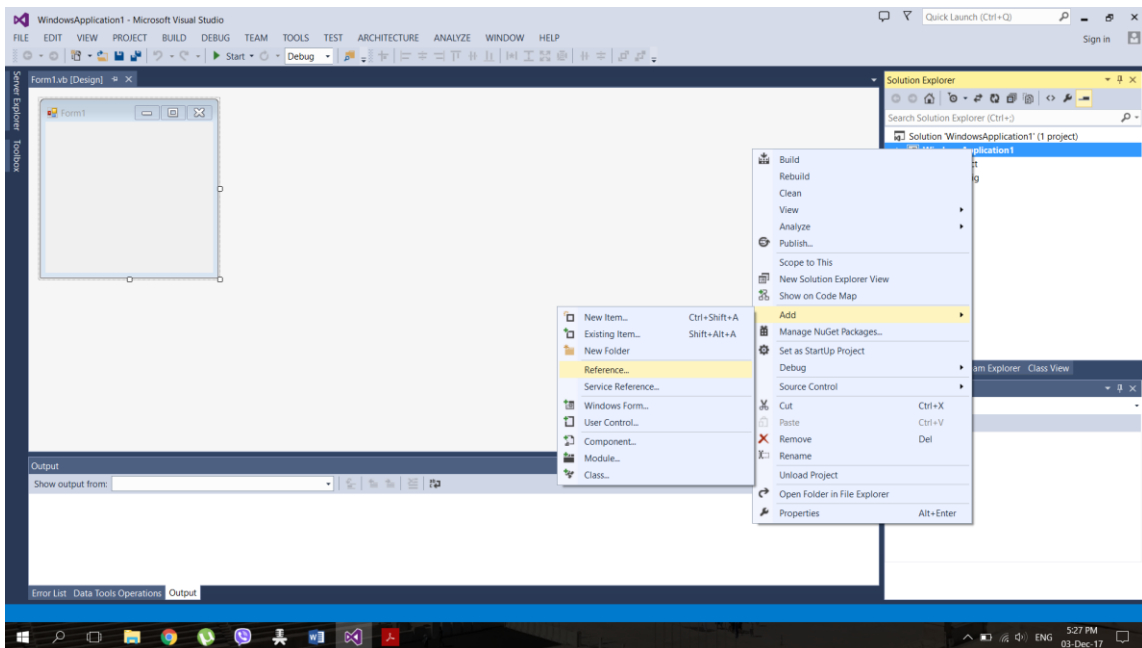 WindowsApplication1 - Microsoft Visual Studio
Quick Launch (Ctrl+Q)
FILE EDIT VIEW PROJECT BUILD DEBUG TEAM TOOLS TEST ARCHITECTURE ANALYZE WINDOW HELP
Sign in
Start
Debug
Server Explorer
Toolbox
Form1.vb [Design]
Form1
Solution Explorer
Search Solution Explorer (Ctrl+;)
Solution 'WindowsApplication1' (1 project)
Build
Rebuild
Clean
View
Analyze
Publish...
Scope to This
New Solution Explorer View
Show on Code Map
Add
Manage NuGet Packages...
Set as StartUp Project
Debug
Source Control
Cut Ctrl+X
Paste Ctrl+V
Remove Del
Rename
Unload Project
Open Folder in File Explorer
Properties Alt+Enter
New Item... Ctrl+Shift+A
Existing Item... Shift+Alt+A
New Folder
Reference...
Service Reference...
Windows Form...
User Control...
Component...
Module...
Class...
Explorer Class View
Output
Show output from:
Error List Data Tools Operations Output
ENG
5:27 PM
03-Dec-17